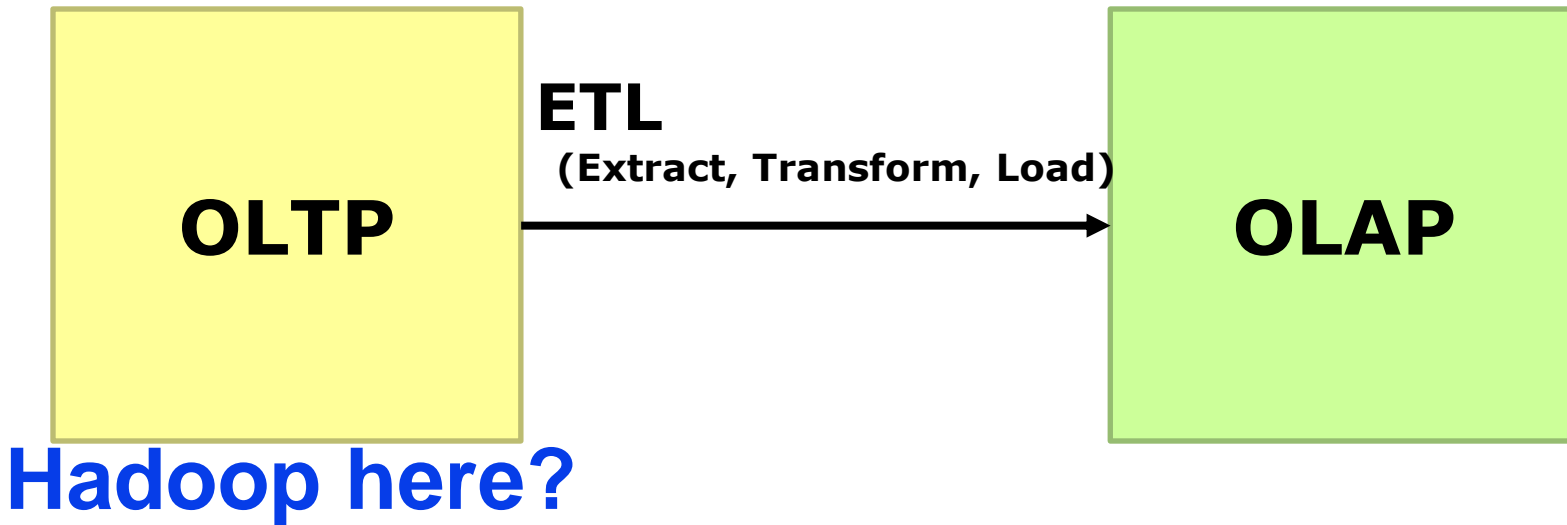 ETL
(Extract, Transform, Load)
OLTP
OLAP
Hadoop here?